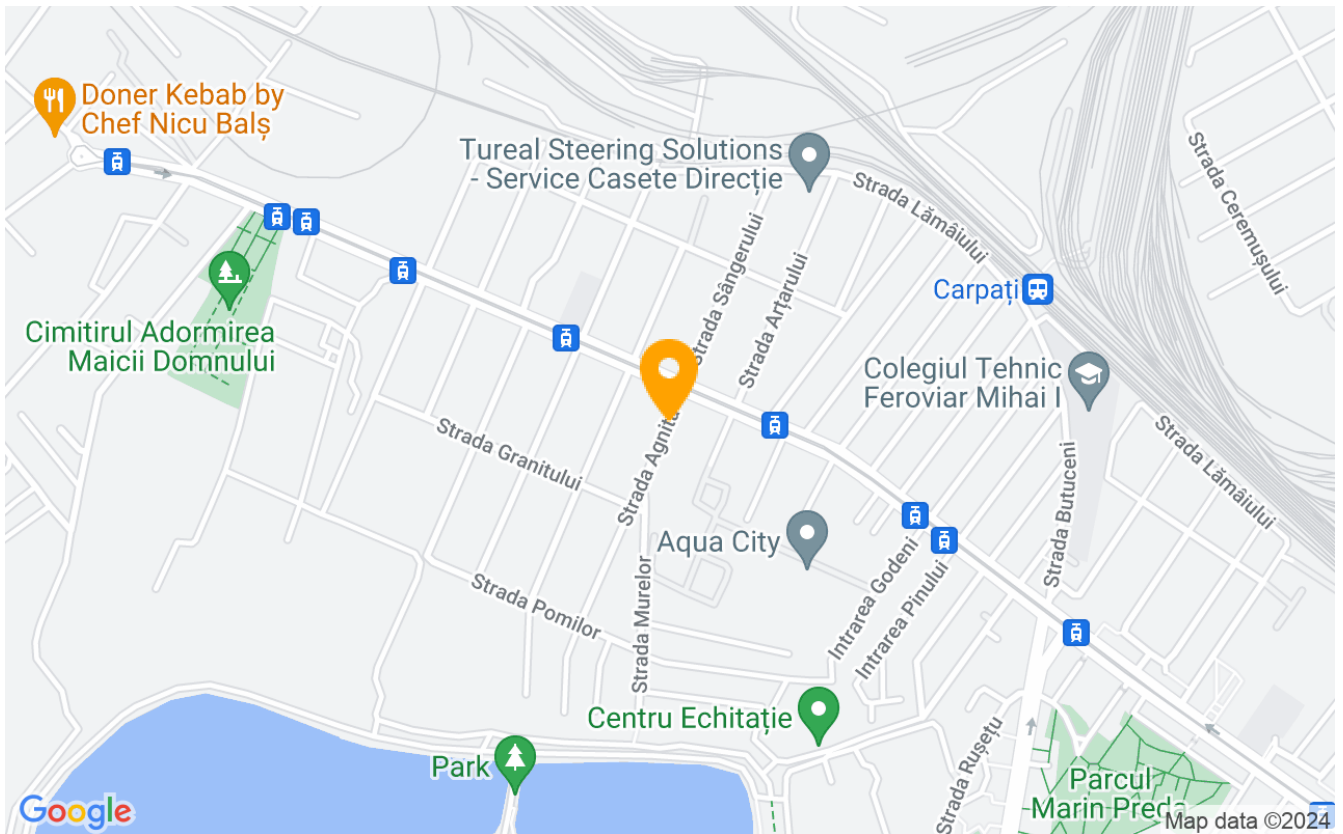 Doner Kebab by
Chef Nicu Balș
Tureal Steering Solutions
- Service Casete Direcție
Strada Ceremușului
Strada Lămâiului
Strada Sângerului
Strada Arțarului
Carpați
Cimitirul Adormirea
Maicii Domnului
Colegiul Tehnic
Feroviar Mihai I
Strada Granitului
Strada Agnita
Strada Lămâiului
Strada Butuceni
Aqua City
Strada Murelor
Strada Pomilor
Intrarea Godeni
Intrarea Pinului
Centru Echitație
Strada Rușețu
Park
Parcul
Marin Preda
Google
Map data ©2024